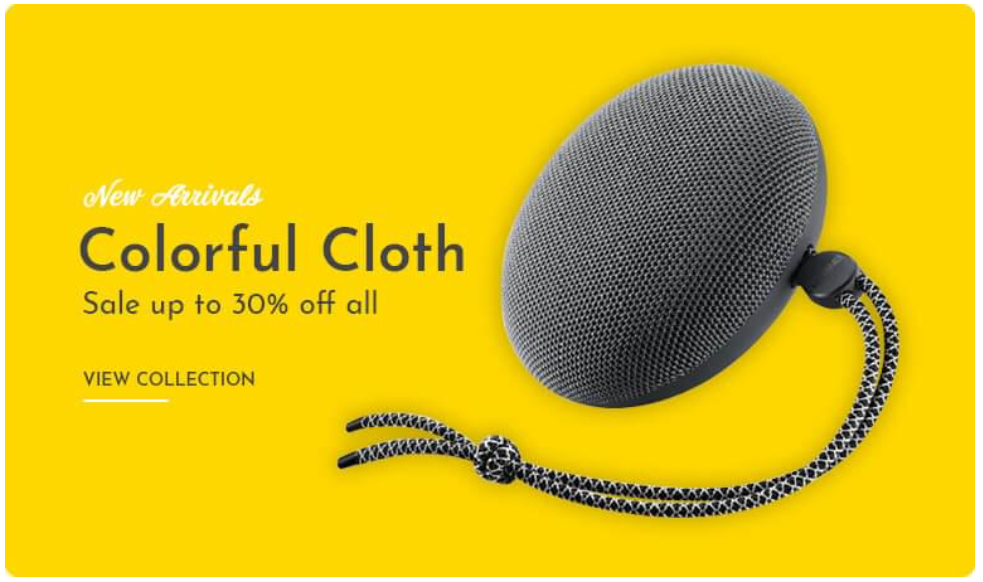 New Arrivals
Colorful Cloth
Sale up to 30% off all
VIEW COLLECTION